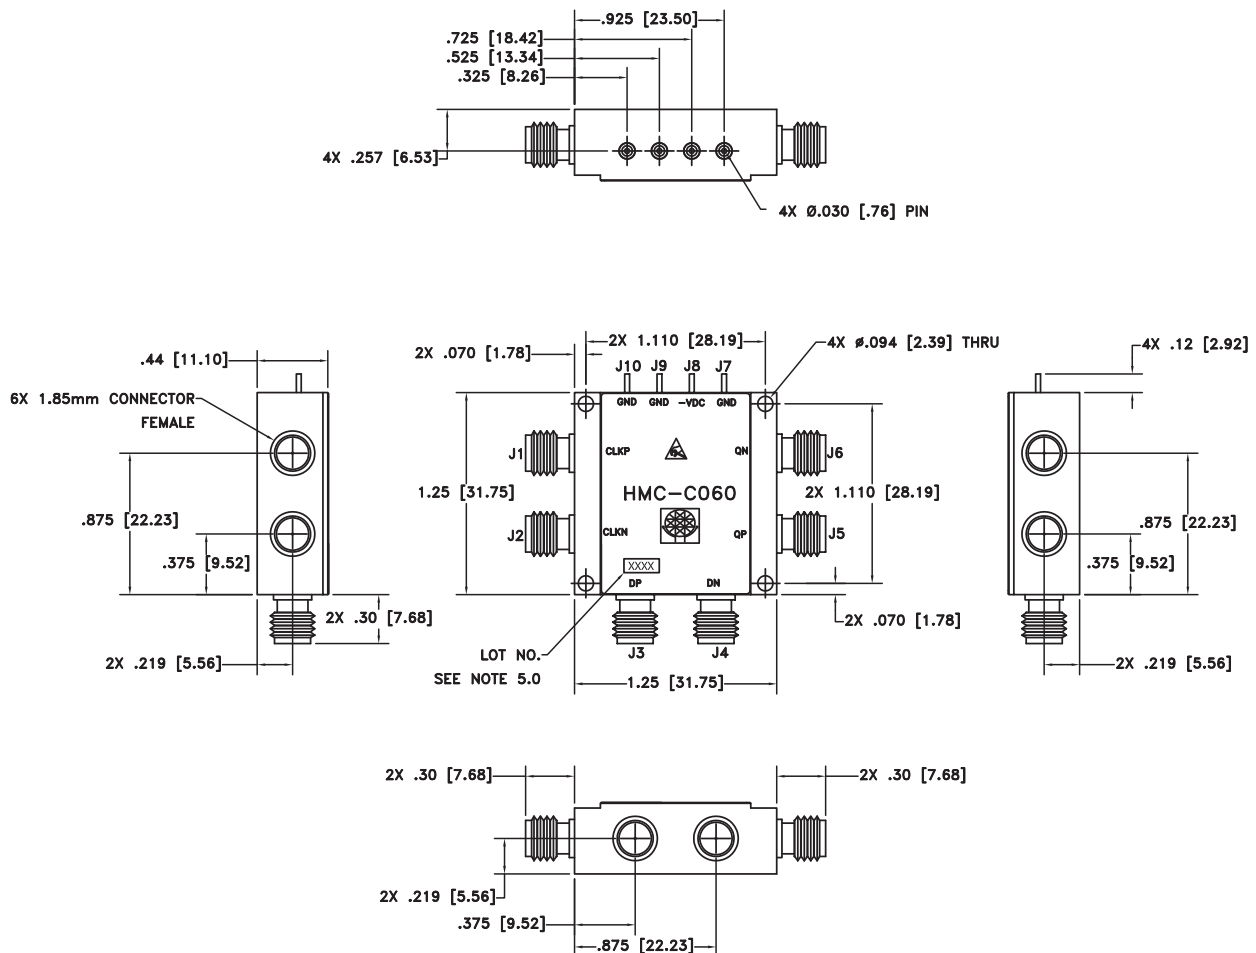 .925 [23.50]
.725 [18.42]
.525 [13.34]
.325 [8.26]
4X .257 [6.53]
4X Ø.030 [.76] PIN
2X 1.110 [28.19]
4X ø.094 [2.39] THRU
2X .070 [1.78]
.44 [11.10]
4X .12 [2.92]
J10 J9 J8 J7
GND GND -VDC GND
6X 1.85mm CONNECTOR
FEMALE
J1 CLKP QN J6
1.25 [31.75]
HMC-C060
2X 1.110 [28.19]
.875 [22.23]
.875 [22.23]
J2 CLKN QP J5
.375 [9.52]
.375 [9.52]
XXXX
DP DN
2X .30 [7.68]
2X .070 [1.78]
J3 J4
LOT NO.
SEE NOTE 5.0
2X .219 [5.56]
2X .219 [5.56]
1.25 [31.75]
2X .30 [7.68]
2X .30 [7.68]
2X .219 [5.56]
.375 [9.52]
.875 [22.23]